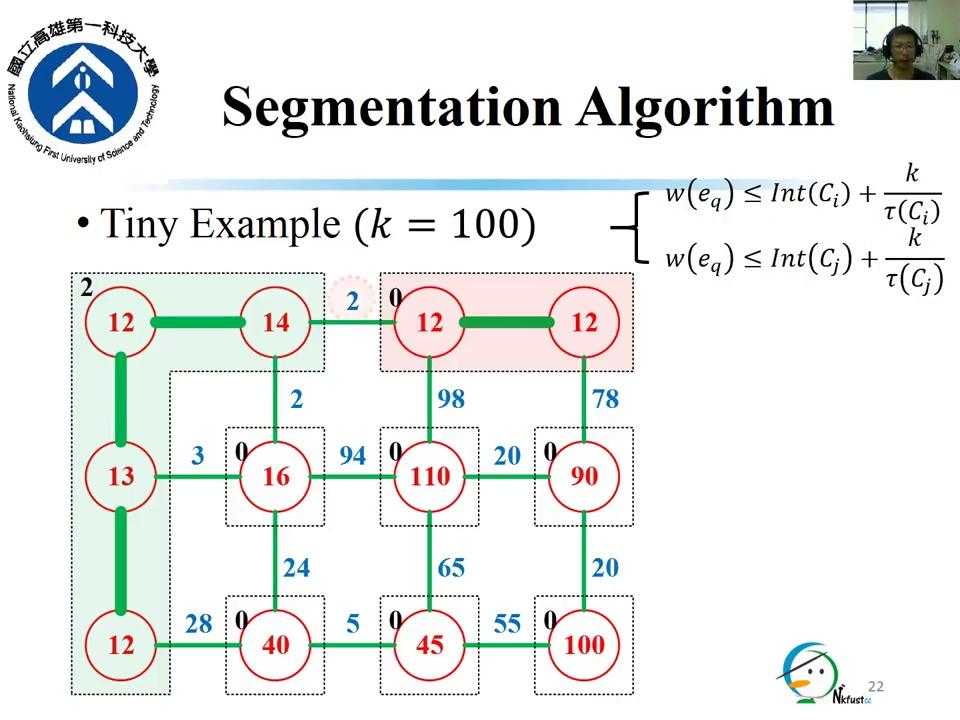 國立高雄第一科技大學
National Kaohsiung First University of Science and Technology
Segmentation Algorithm
• Tiny Example (k = 100)
w(e_q) ≤ Int(C_i) + k/τ(C_i)
w(e_q) ≤ Int(C_j) + k/τ(C_j)
2 12 14 2 0 12 12
2 98 78
13 3 0 16 94 0 110 20 0 90
24 65 20
12 28 0 40 5 0 45 55 0 100
Nkfust cc
22